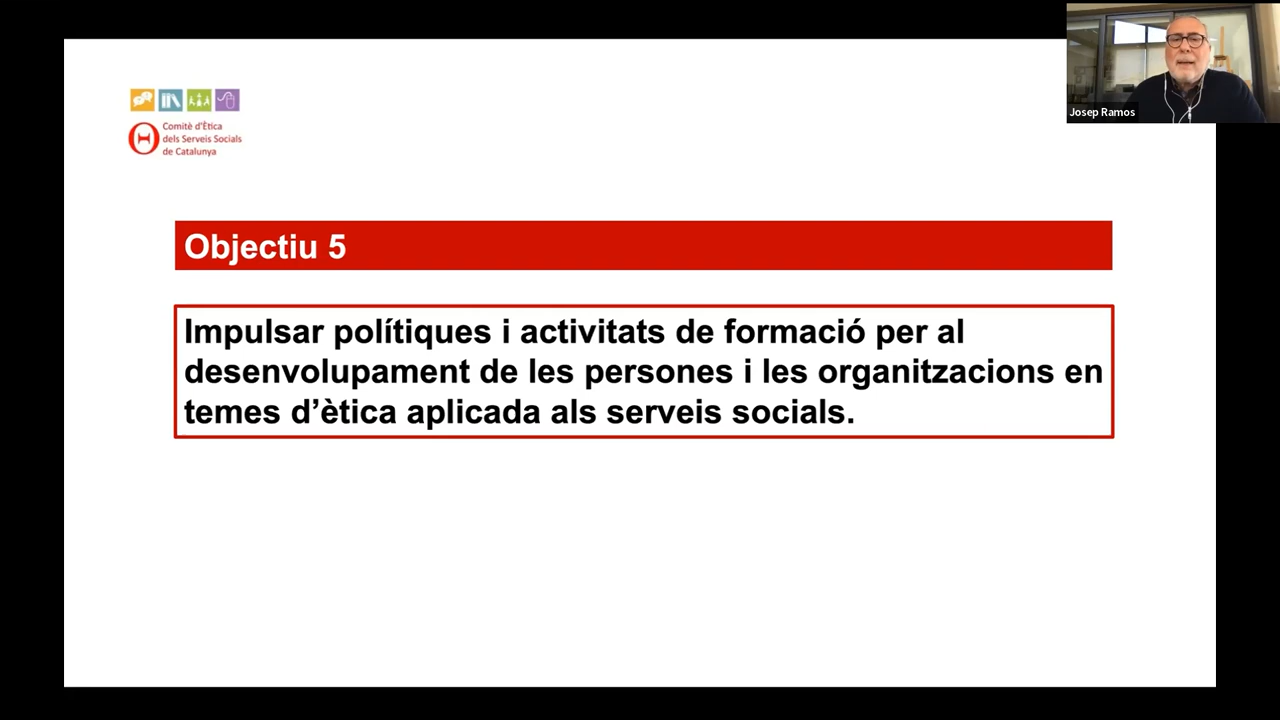 Josep Ramos
Comitè d'Ètica
dels Serveis Socials
de Catalunya
Objectiu 5
Impulsar polítiques i activitats de formació per al
desenvolupament de les persones i les organitzacions en
temes d’ètica aplicada als serveis socials.